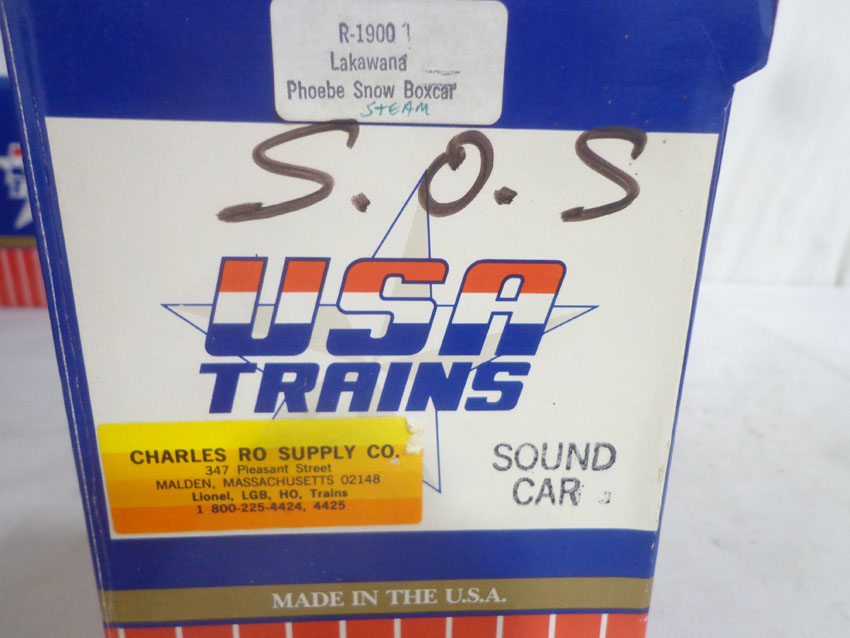 R-19001
Lakawana
Phoebe Snow Boxcar
STEAM
S.O.S
USA
TRAINS
CHARLES RO SUPPLY CO.
347 Pleasant Street
MALDEN, MASSACHUSETTS 02148
Lionel, LGB, HO, Trains
1 800-225-4424, 4425
SOUND
CAR
MADE IN THE U.S.A.